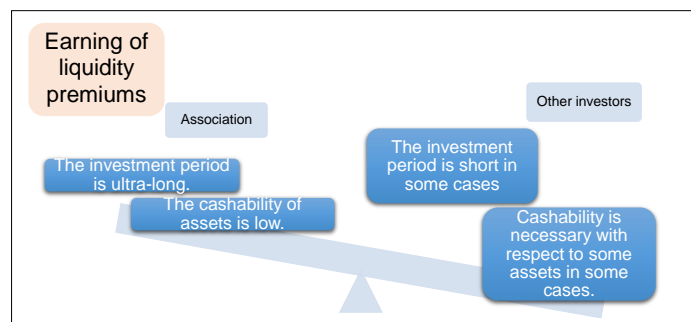 Earning of
liquidity
premiums
Association
Other investors
The investment period
is ultra-long.
The cashability of
assets is low.
The investment
period is short in
some cases
Cashability is
necessary with
respect to some
assets in some
cases.